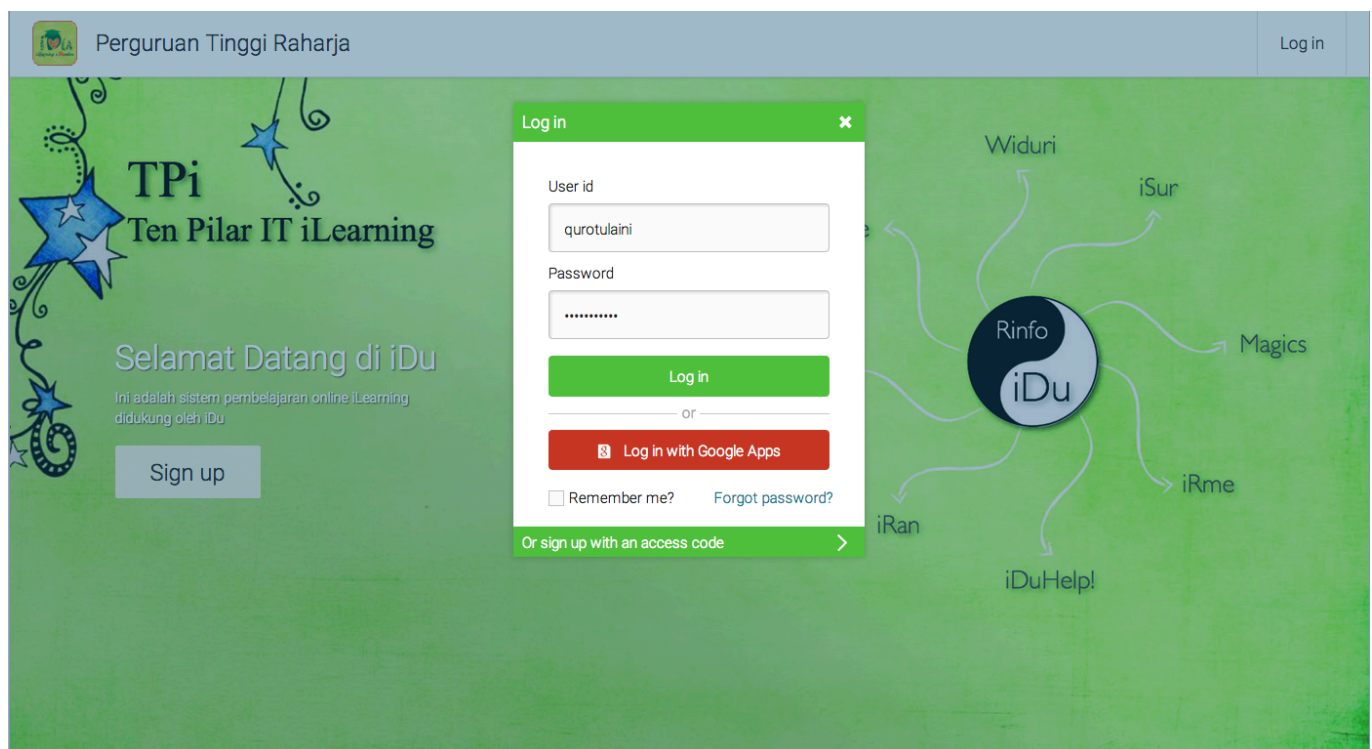 Perguruan Tinggi Raharja
Log in
TPi
Ten Pilar IT iLearning
Selamat Datang di iDu
Ini adalah sistem pembelajaran online iLearning
didukung oleh iDu
Sign up
Log in
User id
qurotulaini
Password
•••••••••••
Log in
or
Log in with Google Apps
Remember me?
Forgot password?
Or sign up with an access code
Widuri
iSur
Rinfo
iDu
Magics
iRme
iRan
iDuHelp!